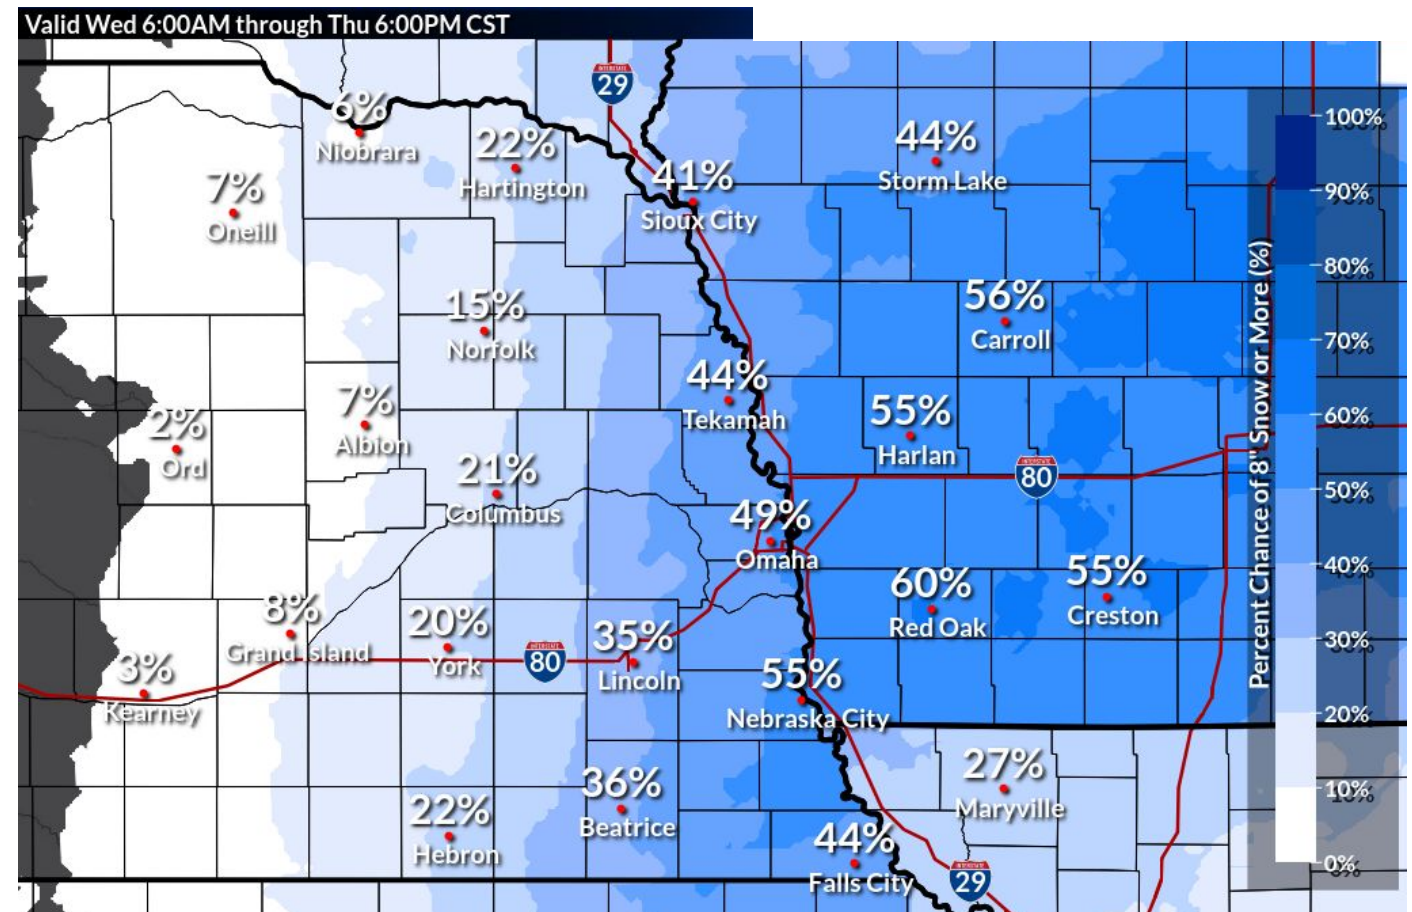 Valid Wed 6:00AM through Thu 6:00PM CST
INTERSTATE
29
6%
Niobrara
22%
Hartington
41%
Sioux City
44%
Storm Lake
7%
Oneill
15%
Norfolk
56%
Carroll
44%
Tekamah
7%
Albion
2%
Ord
55%
Harlan
INTERSTATE
80
21%
Columbus
49%
Omaha
60%
Red Oak
55%
Creston
8%
Grand Island
20%
York
INTERSTATE
80
35%
Lincoln
3%
Kearney
55%
Nebraska City
27%
Maryville
36%
Beatrice
22%
Hebron
44%
Falls City
INTERSTATE
29
Percent Chance of 8" Snow or More (%)
100%
90%
80%
70%
60%
50%
40%
30%
20%
10%
0%